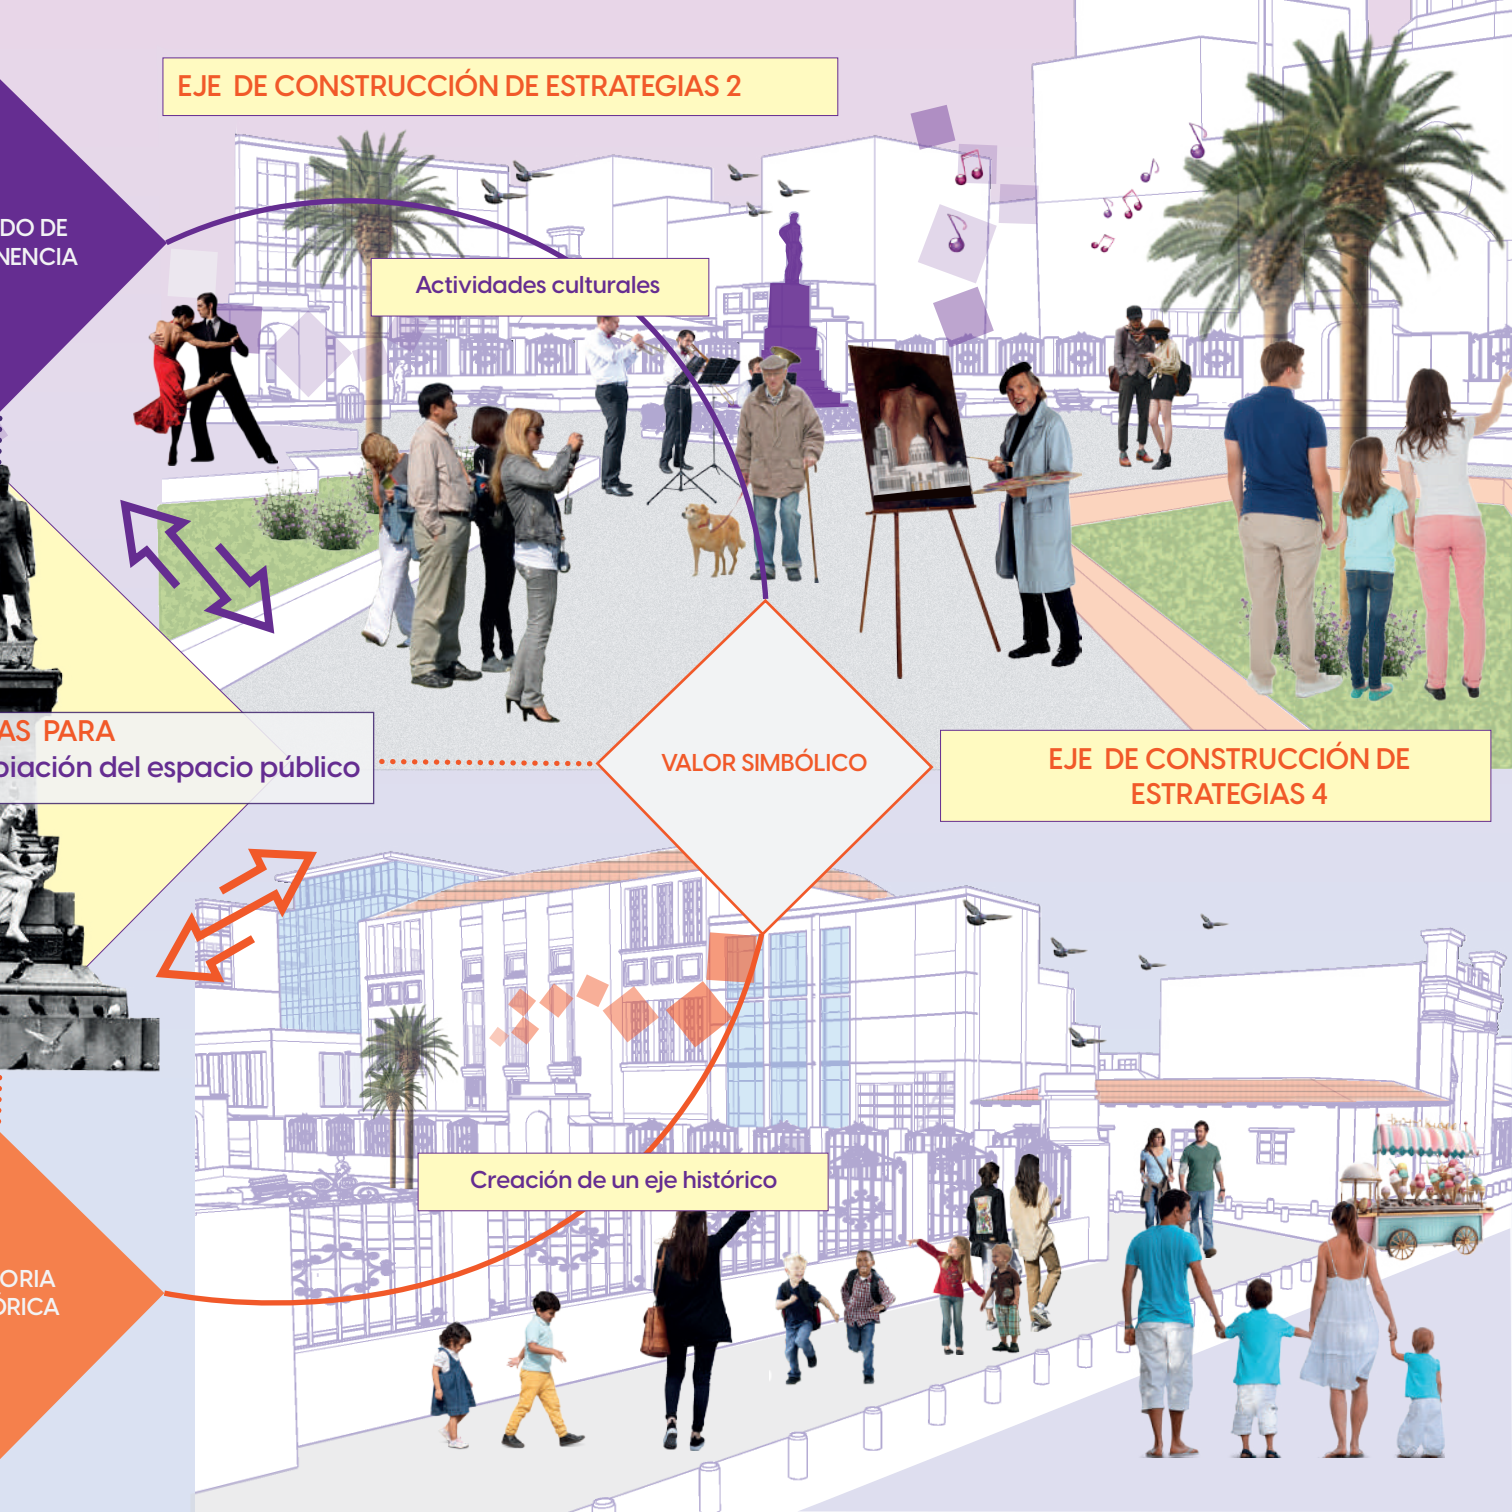 EJE DE CONSTRUCCIÓN DE ESTRATEGIAS 2
DO DE
NENCIA
Actividades culturales
AS PARA
piación del espacio público
VALOR SIMBÓLICO
EJE DE CONSTRUCCIÓN DE
ESTRATEGIAS 4
Creación de un eje histórico
ORIA
ÓRICA